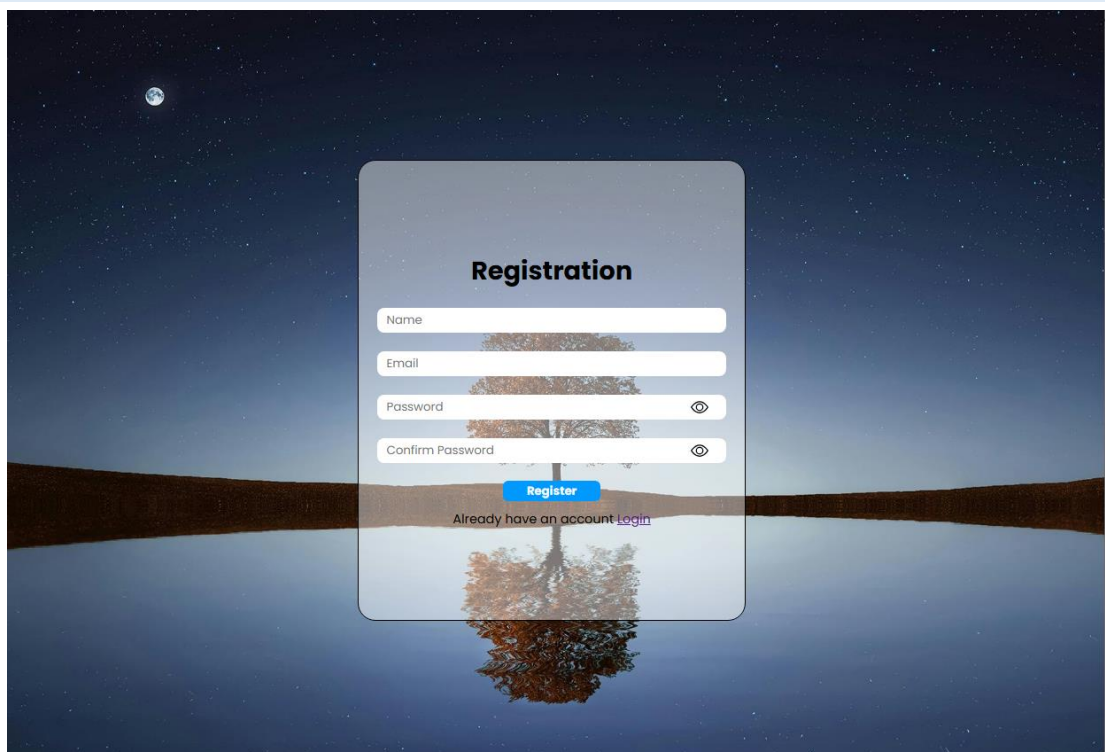 Registration
Name
Email
Password
Confirm Password
Register
Already have an account Login